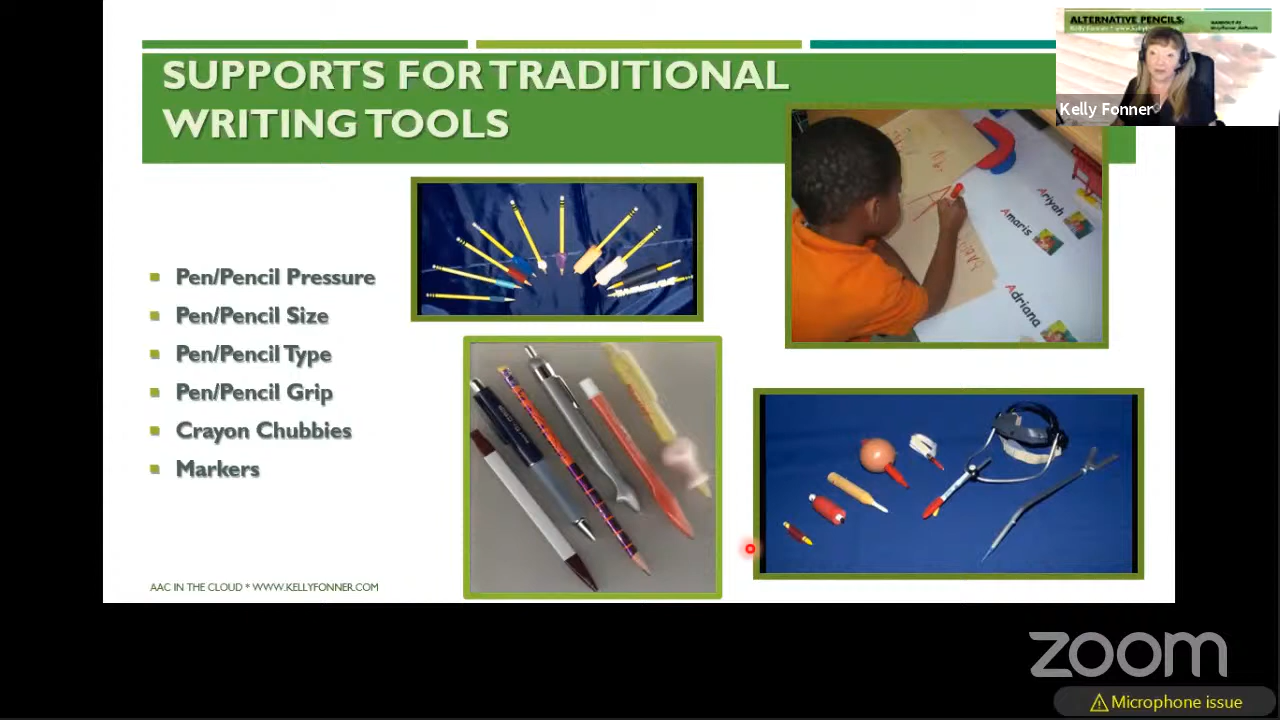 SUPPORTS FOR TRADITIONAL
WRITING TOOLS
Pen/Pencil Pressure
Pen/Pencil Size
Pen/Pencil Type
Pen/Pencil Grip
Crayon Chubbies
Markers
AAC IN THE CLOUD * WWW.KELLYFONNER.COM
Ariyah
Amaris
Adriana
ALTERNATIVE PENCILS:
Kelly Fonner
zoom
Microphone issue